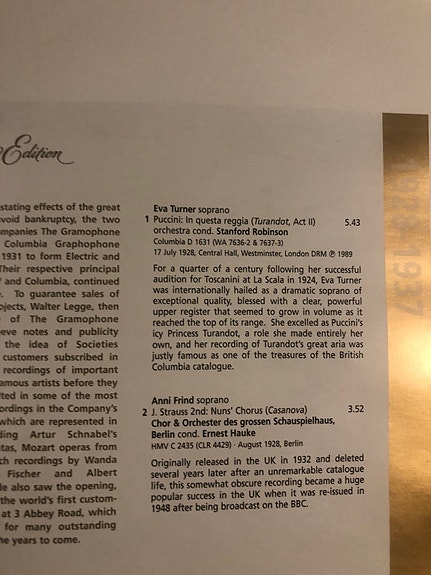 Edition
stating effects of the great
void bankruptcy, the two
mpanies The Gramophone
Columbia Graphophone
1931 to form Electric and
Their respective principal
and Columbia, continued
. To guarantee sales of
ojects, Walter Legge, then
of The Gramophone
eeve notes and publicity
the idea of Societies
customers subscribed in
recordings of important
amous artists before they
ited in some of the most
ordings in the Company's
which are represented in
ding Artur Schnabel's
tas, Mozart operas from
ch recordings by Wanda
Fischer and Albert
le also saw the opening,
the world's first custom-
at 3 Abbey Road, which
for many outstanding
he years to come.
Eva Turner soprano
1 Puccini: In questa reggia (Turandot, Act II) 5.43
orchestra cond. Stanford Robinson
Columbia D 1631 (WA 7636-2 & 7637-3)
17 July 1928, Central Hall, Westminster, London DRM ℗ 1989
For a quarter of a century following her successful
audition for Toscanini at La Scala in 1924, Eva Turner
was internationally hailed as a dramatic soprano of
exceptional quality, blessed with a clear, powerful
upper register that seemed to grow in volume as it
reached the top of its range. She excelled as Puccini's
icy Princess Turandot, a role she made entirely her
own, and her recording of Turandot's great aria was
justly famous as one of the treasures of the British
Columbia catalogue.
Anni Frind soprano
2 J. Strauss 2nd: Nuns' Chorus (Casanova) 3.52
Chor & Orchester des grossen Schauspielhaus,
Berlin cond. Ernest Hauke
HMV C 2435 (CLR 4429) · August 1928, Berlin
Originally released in the UK in 1932 and deleted
several years later after an unremarkable catalogue
life, this somewhat obscure recording became a huge
popular success in the UK when it was re-issued in
1948 after being broadcast on the BBC.